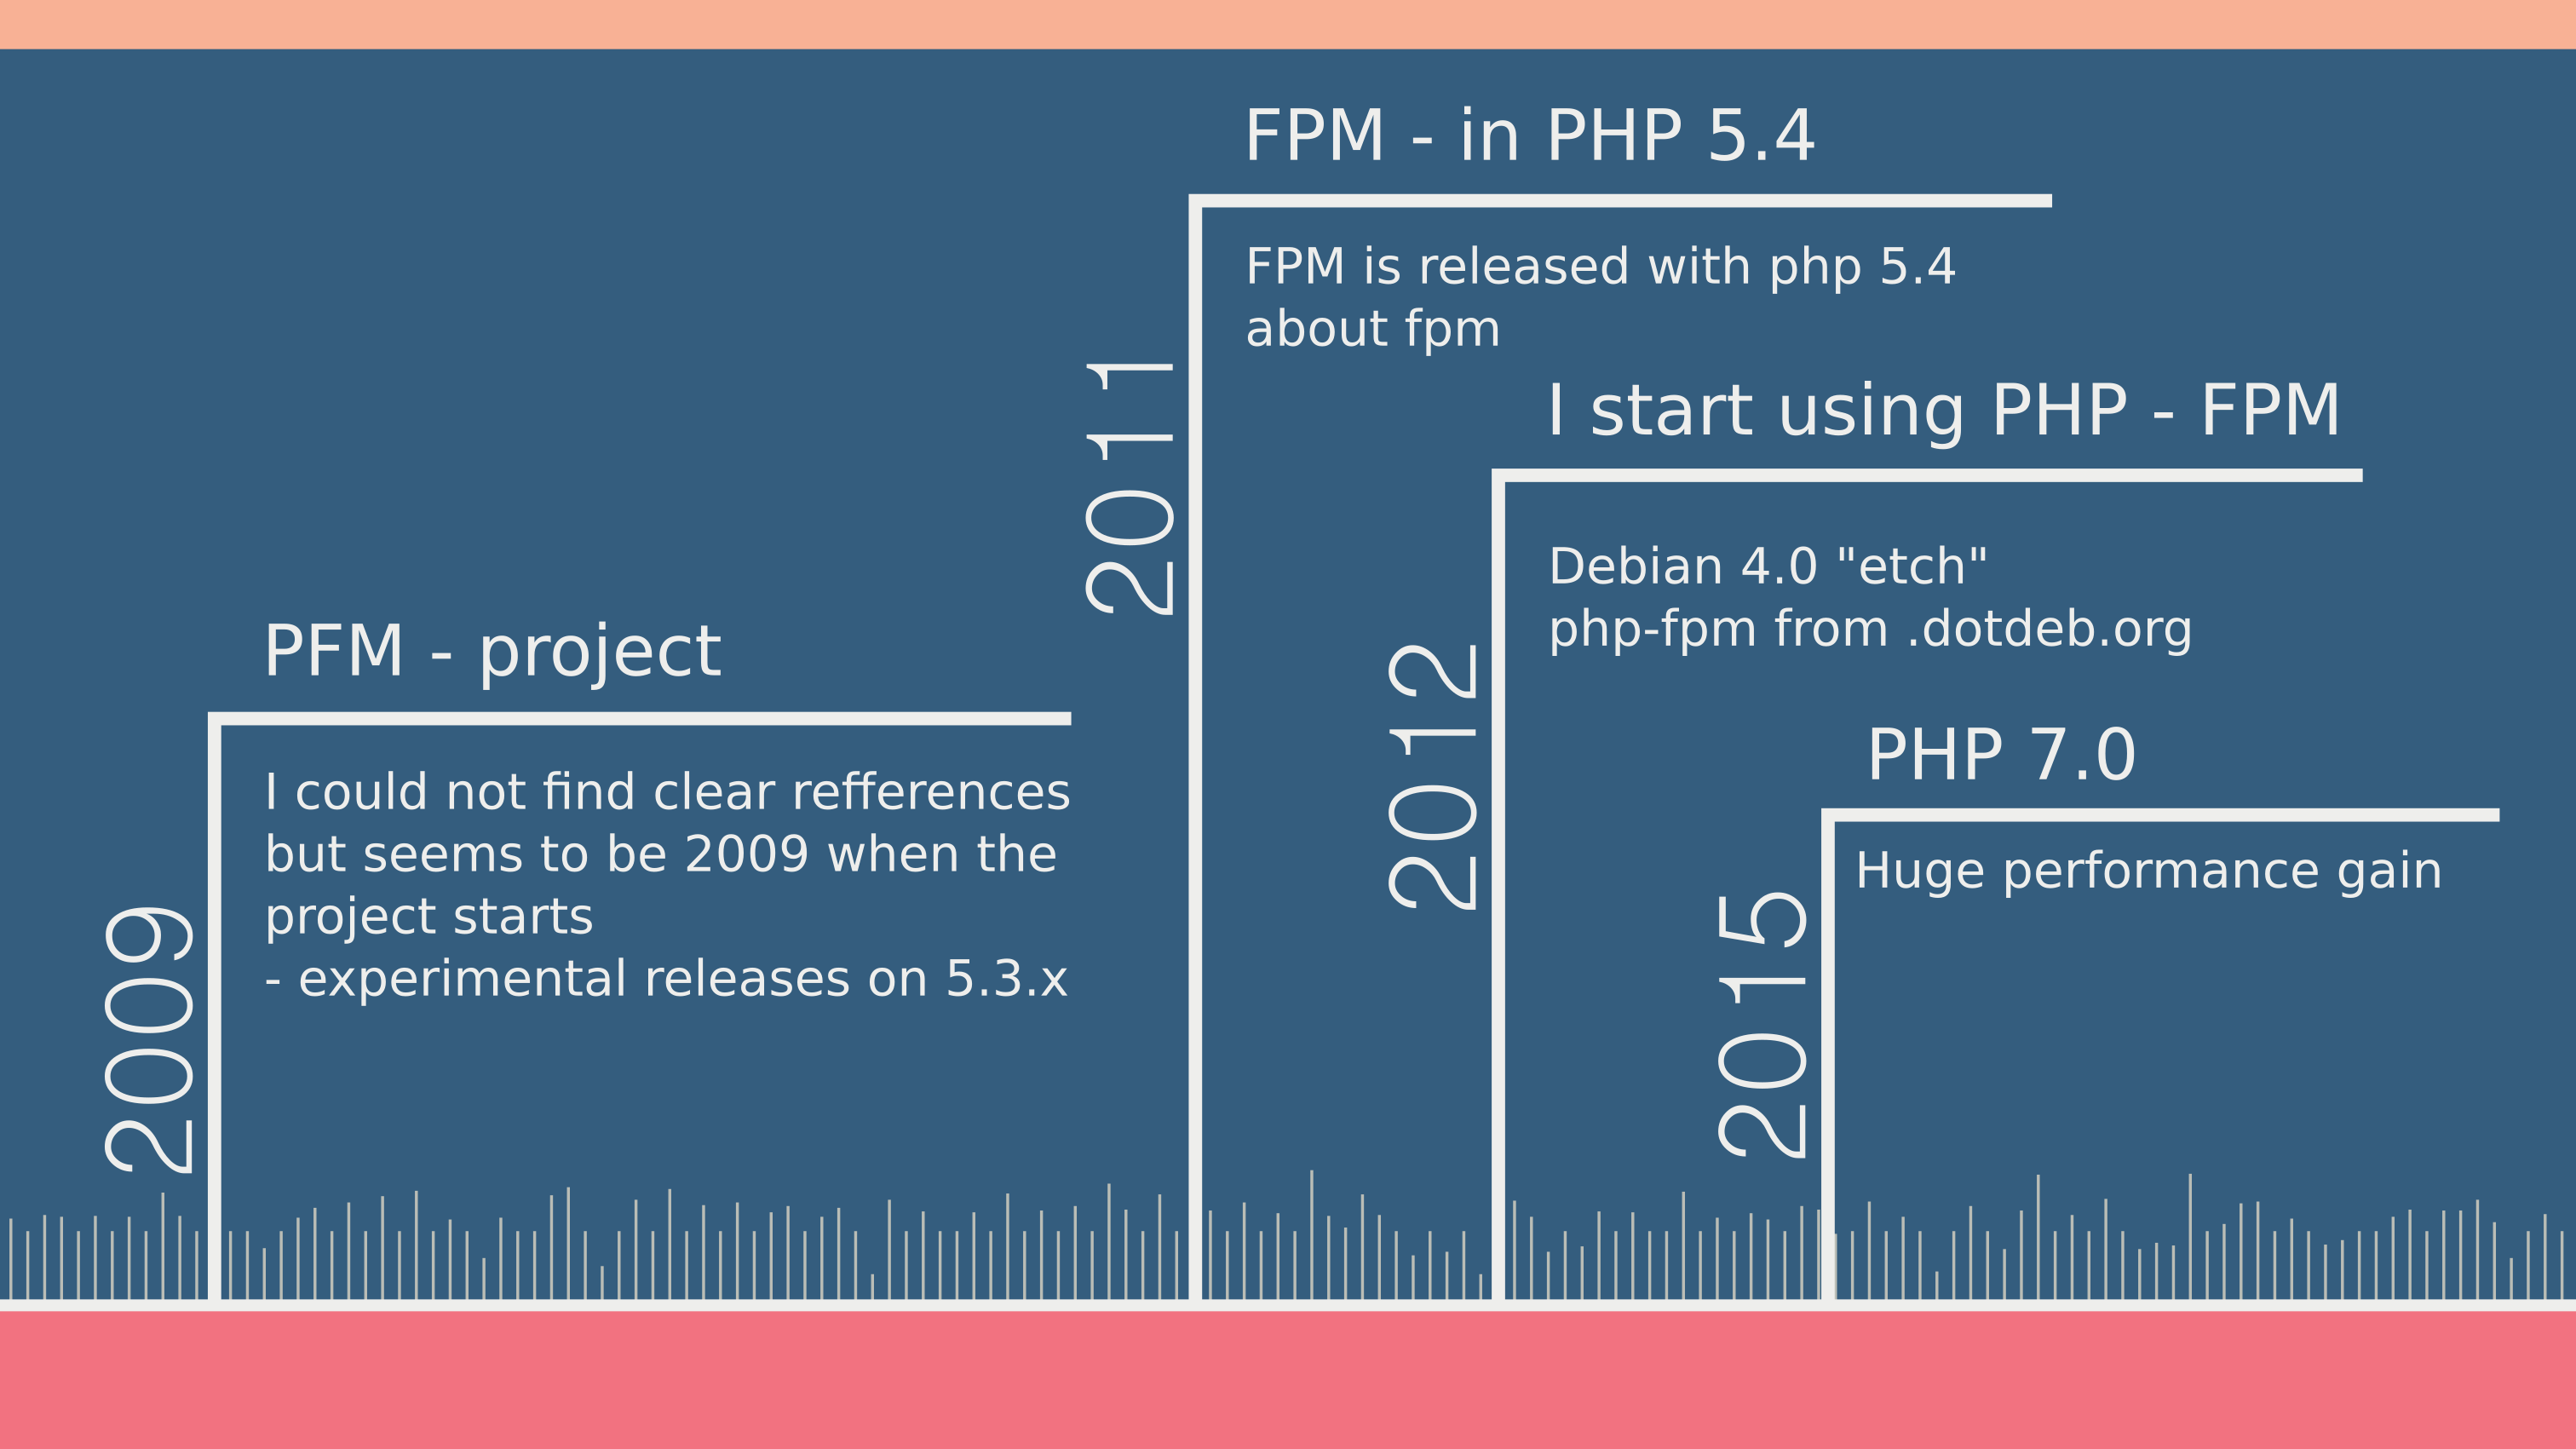 2009
PFM - project
I could not find clear refferences
but seems to be 2009 when the
project starts
- experimental releases on 5.3.x
2011
FPM - in PHP 5.4
FPM is released with php 5.4
about fpm
2012
I start using PHP - FPM
Debian 4.0 "etch"
php-fpm from .dotdeb.org
2015
PHP 7.0
Huge performance gain